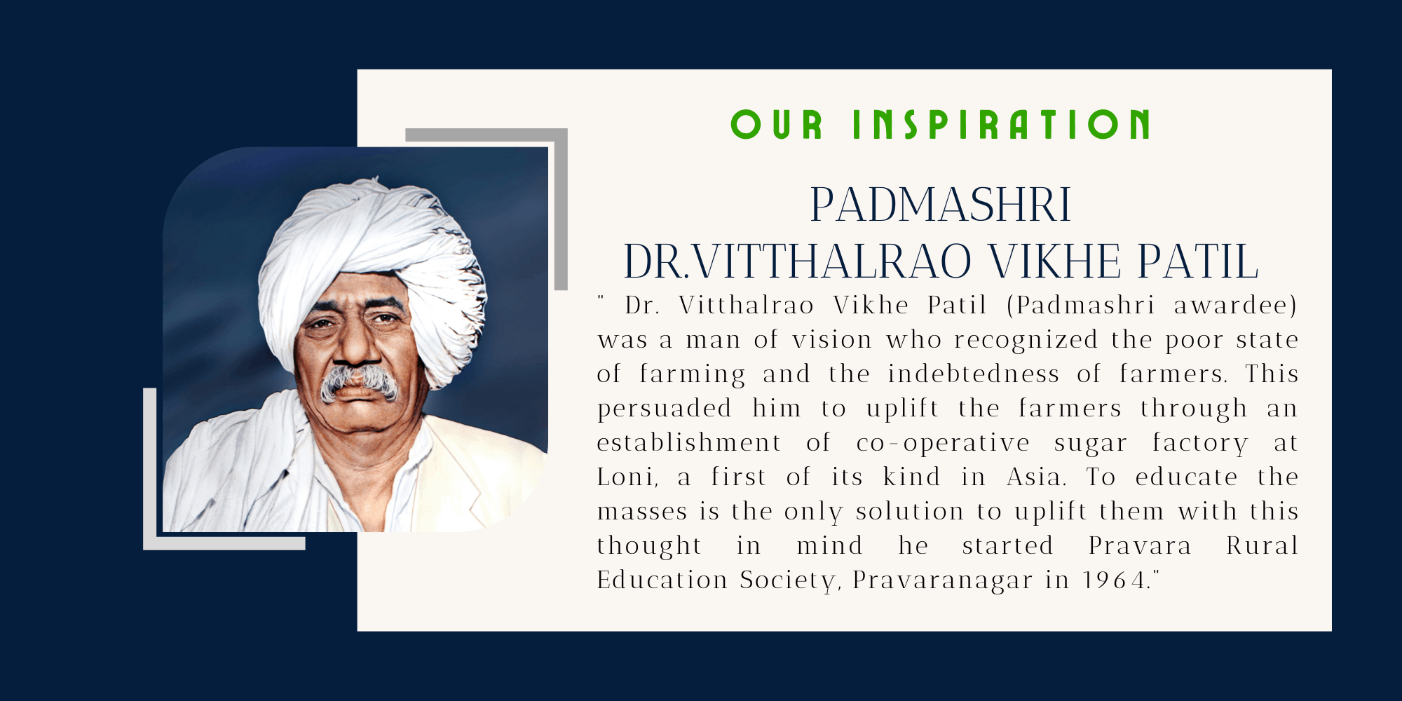 OUR INSPIRATION
PADMASHRI
DR.VITTHALRAO VIKHE PATIL
" Dr. Vitthalrao Vikhe Patil (Padmashri awardee)
was a man of vision who recognized the poor state
of farming and the indebtedness of farmers. This
persuaded him to uplift the farmers through an
establishment of co-operative sugar factory at
Loni, a first of its kind in Asia. To educate the
masses is the only solution to uplift them with this
thought in mind he started Pravara Rural
Education Society, Pravaranagar in 1964."